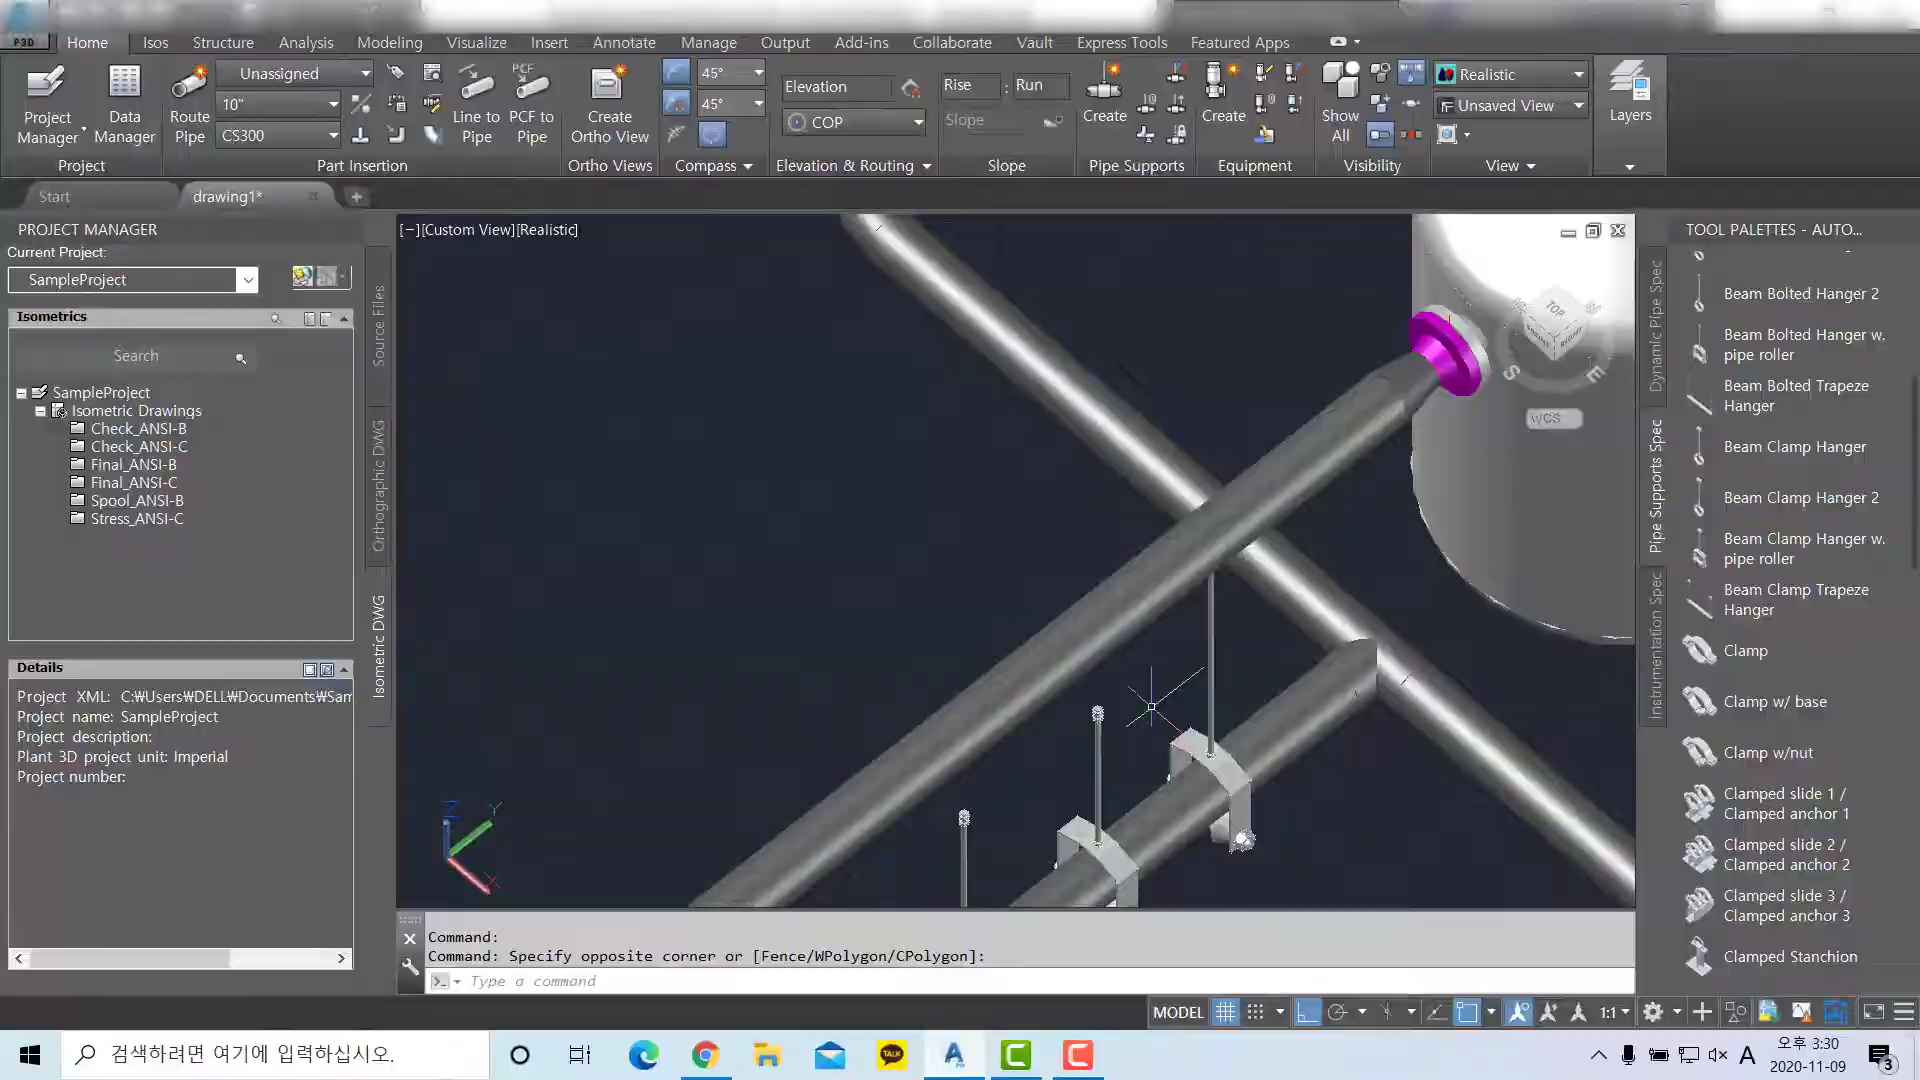 P3D
Home Isos Structure Analysis Modeling Visualize Insert Annotate Manage Output Add-ins Collaborate Vault Express Tools Featured Apps
Project Manager
Data Manager
Project
Route Pipe
Unassigned
10"
CS300
Line to Pipe
PCF
PCF to Pipe
Part Insertion
Create Ortho View
Ortho Views
45°
45°
Compass
Elevation
COP
Elevation & Routing
Rise : Run
Slope
Slope
Create
Pipe Supports
Create
Equipment
Show All
Visibility
Realistic
Unsaved View
View
Layers
Start
drawing1*
PROJECT MANAGER
Current Project:
SampleProject
Isometrics
Search
SampleProject
Isometric Drawings
Check_ANSI-B
Check_ANSI-C
Final_ANSI-B
Final_ANSI-C
Spool_ANSI-B
Stress_ANSI-C
Details
Project XML: C:₩Users₩DELL₩Documents₩Sam
Project name: SampleProject
Project description:
Plant 3D project unit: Imperial
Project number:
Source Files
Orthographic DWG
Isometric DWG
[−][Custom View][Realistic]
TOP
S
E
WCS
Z
Y
X
Command:
Command: Specify opposite corner or [Fence/WPolygon/CPolygon]:
Type a command
TOOL PALETTES - AUTO...
Dynamic Pipe Spec
Pipe Supports Spec
Instrumentation Spec
Beam Bolted Hanger 2
Beam Bolted Hanger w. pipe roller
Beam Bolted Trapeze Hanger
Beam Clamp Hanger
Beam Clamp Hanger 2
Beam Clamp Hanger w. pipe roller
Beam Clamp Trapeze Hanger
Clamp
Clamp w/ base
Clamp w/nut
Clamped slide 1 / Clamped anchor 1
Clamped slide 2 / Clamped anchor 2
Clamped slide 3 / Clamped anchor 3
Clamped Stanchion
MODEL
1:1
검색하려면 여기에 입력하십시오.
TALK
A
오후 3:30
2020-11-09
3